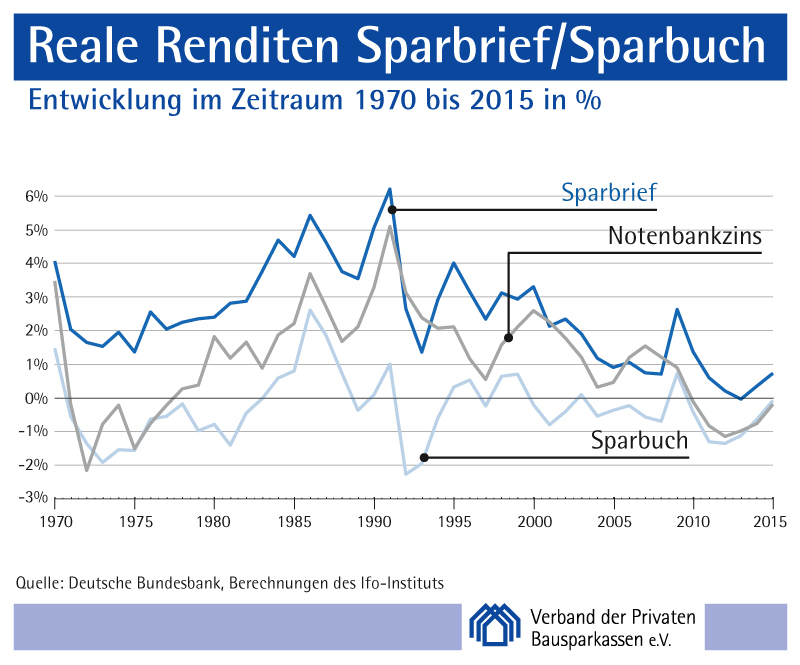 Reale Renditen Sparbrief/Sparbuch
Entwicklung im Zeitraum 1970 bis 2015 in %
Sparbrief
Notenbankzins
Sparbuch
6%
5%
4%
3%
2%
1%
0%
-1%
-2%
-3%
1970 1975 1980 1985 1990 1995 2000 2005 2010 2015
Quelle: Deutsche Bundesbank, Berechnungen des Ifo-Instituts
Verband der Privaten
Bausparkassen e.V.